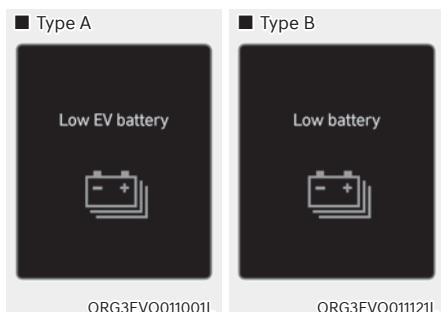 ■ Type A
Low EV battery
- +
ORG3EVQ011001L
■ Type B
Low battery
- +
ORG3EVQ011121L